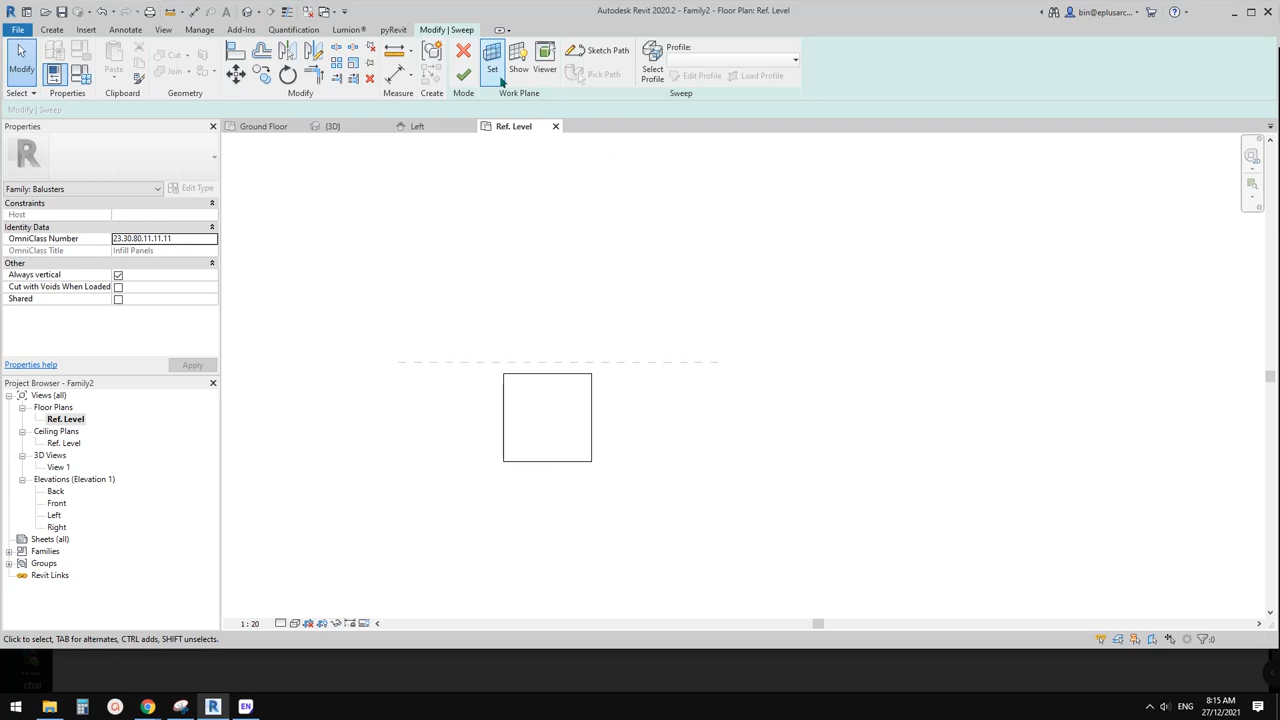 Autodesk Revit 2020.2 - Family2 - Floor Plan: Ref. Level
bin@eplusarc...
File Create Insert Annotate View Manage Add-Ins Quantification Lumion® pyRevit Modify | Sweep
Modify
Paste
Cut
Join
Set
Show
Viewer
Sketch Path
Pick Path
Select
Profile
Profile:
Edit Profile
Load Profile
Select Properties Clipboard Geometry Modify Measure Create Mode Work Plane Sweep
Modify | Sweep
Properties
Ground Floor
{3D}
Left
Ref. Level
Family: Balusters
Edit Type
Constraints
Host
Identity Data
OmniClass Number 23.30.80.11.11.11
OmniClass Title Infill Panels
Other
Always vertical
Cut with Voids When Loaded
Shared
Properties help
Apply
Project Browser - Family2
Views (all)
Floor Plans
Ref. Level
Ceiling Plans
Ref. Level
3D Views
View 1
Elevations (Elevation 1)
Back
Front
Left
Right
Sheets (all)
Families
Groups
Revit Links
1 : 20
Click to select, TAB for alternates, CTRL adds, SHIFT unselects.
:0
EN
ENG
8:15 AM
27/12/2021